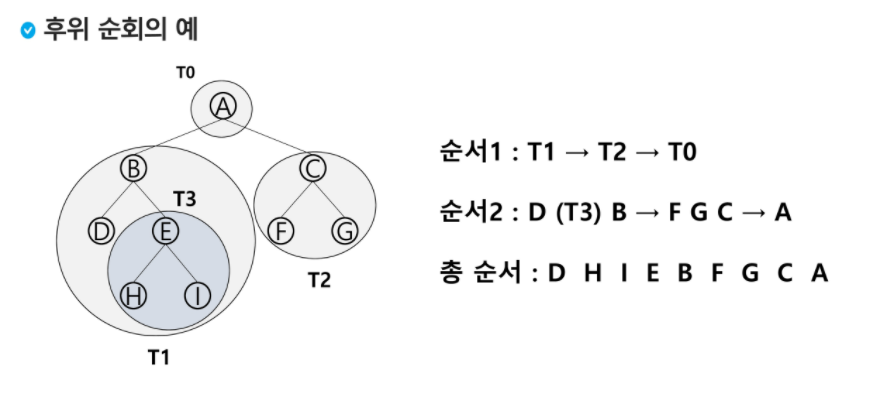 후위 순회의 예
T0
A
B
C
T3
D
E
F
G
H
I
T2
T1
순서1 : T1 → T2 → T0
순서2 : D (T3) B → F G C → A
총 순서 : D H I E B F G C A